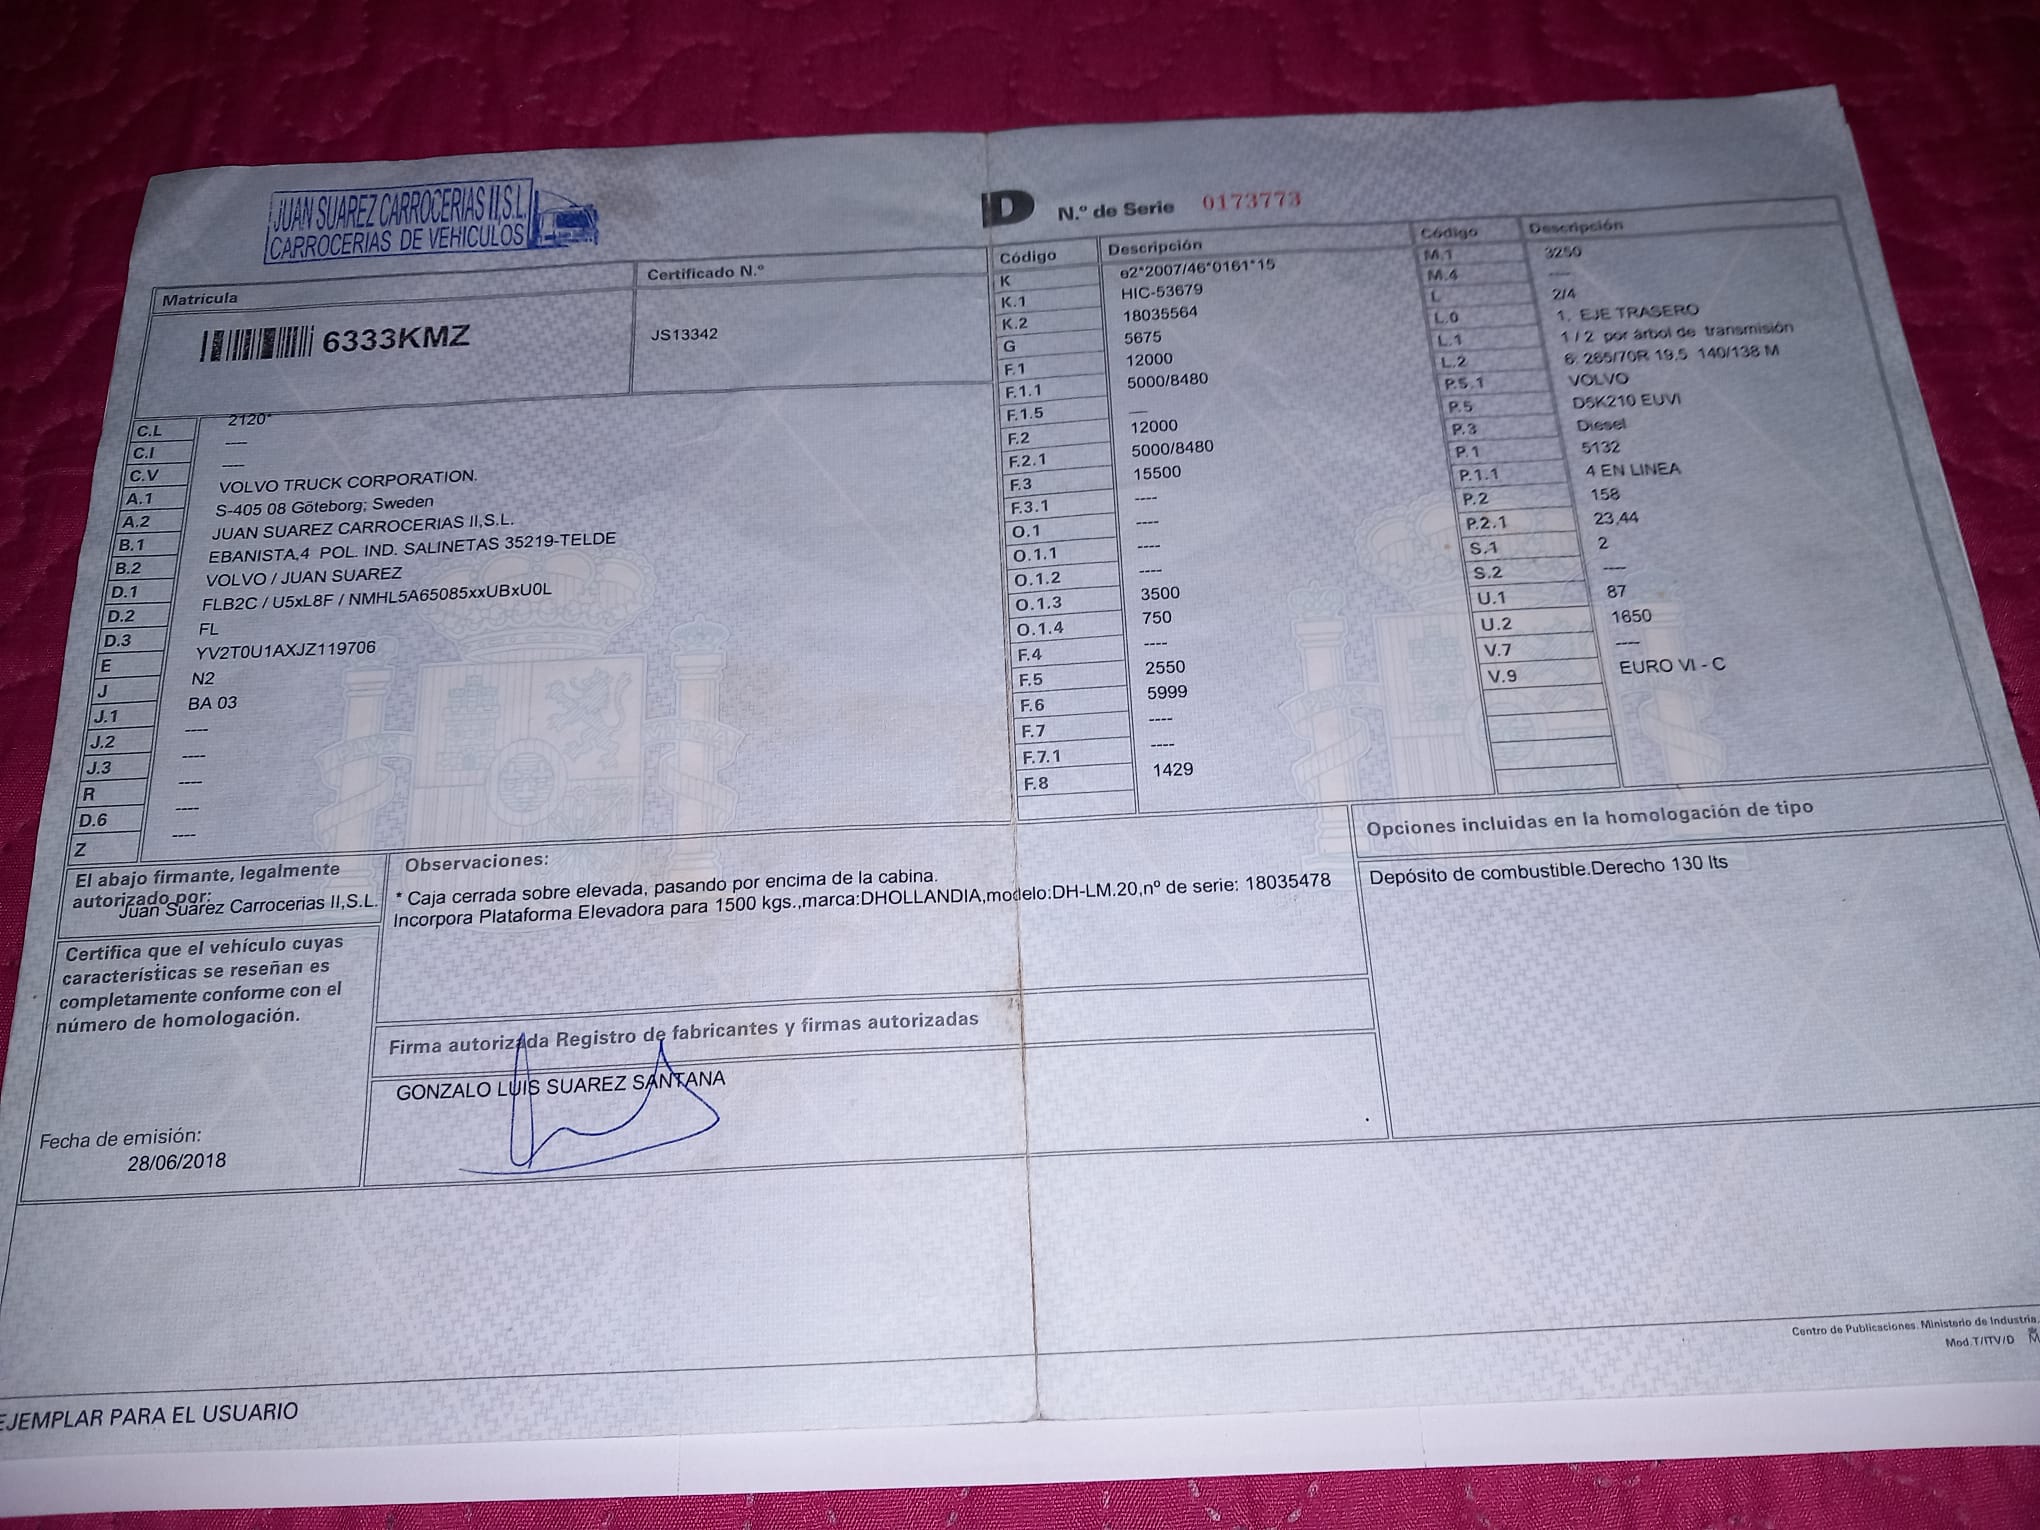 JUAN SUAREZ CARROCERIAS II,S.L.
CARROCERIAS DE VEHICULOS
Matrícula
6333KMZ
Certificado N.º
JS13342
C.L 2120*
C.I ----
C.V ----
A.1 VOLVO TRUCK CORPORATION.
A.2 S-405 08 Göteborg; Sweden
B.1 JUAN SUAREZ CARROCERIAS II,S.L.
B.2 EBANISTA,4 POL. IND. SALINETAS 35219-TELDE
D.1 VOLVO / JUAN SUAREZ
D.2 FLB2C / U5xL8F / NMHL5A65085xxUBxU0L
D.3 FL
E YV2T0U1AXJZ119706
J N2
J.1 BA 03
J.2 ----
J.3 ----
R ----
D.6 ----
Z ----
El abajo firmante, legalmente
autorizado por:
Juan Suarez Carrocerias II,S.L.
Certifica que el vehículo cuyas
características se reseñan es
completamente conforme con el
número de homologación.
Fecha de emisión:
28/06/2018
Observaciones:
* Caja cerrada sobre elevada, pasando por encima de la cabina.
Incorpora Plataforma Elevadora para 1500 kgs.,marca:DHOLLANDIA,modelo:DH-LM.20,nº de serie: 18035478
Firma autorizada Registro de fabricantes y firmas autorizadas
GONZALO LUIS SUAREZ SANTANA
D N.º de Serie 0173773
Código Descripción
K e2*2007/46*0161*15
K.1 HIC-53679
K.2 18035564
G 5675
F.1 12000
F.1.1 5000/8480
F.1.5 ----
F.2 12000
F.2.1 5000/8480
F.3 15500
F.3.1 ----
O.1 ----
O.1.1 ----
O.1.2 ----
O.1.3 3500
O.1.4 750
F.4 ----
F.5 2550
F.6 5999
F.7 ----
F.7.1 ----
F.8 1429
Código Descripción
M.1 3250
M.4 ----
L 2/4
L.0 1, EJE TRASERO
L.1 1 / 2 por árbol de transmisión
L.2 6; 265/70R 19,5 140/138 M
P.5.1 VOLVO
P.5 D5K210 EUVI
P.3 Diesel
P.1 5132
P.1.1 4 EN LINEA
P.2 158
P.2.1 23,44
S.1 2
S.2 ----
U.1 87
U.2 1650
V.7 ----
V.9 EURO VI - C
Opciones incluidas en la homologación de tipo
Depósito de combustible.Derecho 130 lts
Centro de Publicaciones. Ministerio de Industria,
Mod.T/ITV/D
EJEMPLAR PARA EL USUARIO